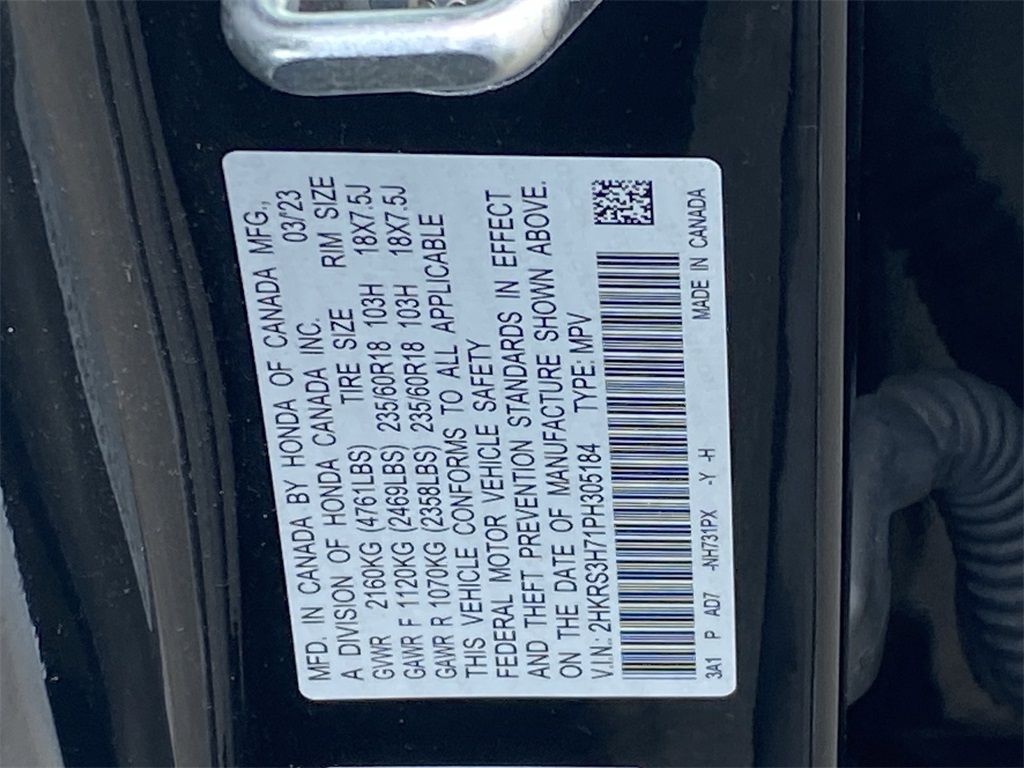 MFD. IN CANADA BY HONDA OF CANADA MFG.,
A DIVISION OF HONDA CANADA INC. 03/'23
GVWR 2160KG (4761LBS) TIRE SIZE RIM SIZE
GAWR F 1120KG (2469LBS) 235/60R18 103H 18X7.5J
GAWR R 1070KG (2358LBS) 235/60R18 103H 18X7.5J
THIS VEHICLE CONFORMS TO ALL APPLICABLE
FEDERAL MOTOR VEHICLE SAFETY
AND THEFT PREVENTION STANDARDS IN EFFECT
ON THE DATE OF MANUFACTURE SHOWN ABOVE.
V.I.N.: 2HKRS3H71PH305184 TYPE: MPV
3A1 P AD7 -NH731PX -Y -H MADE IN CANADA